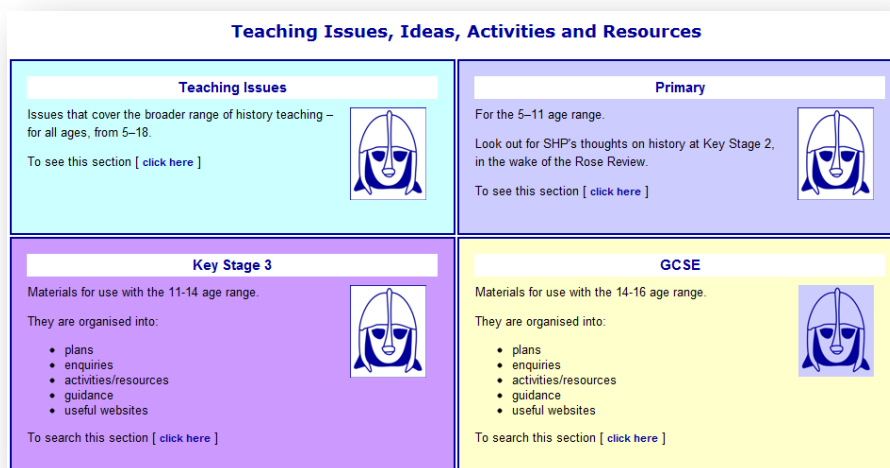 Teaching Issues, Ideas, Activities and Resources
Teaching Issues
Issues that cover the broader range of history teaching –
for all ages, from 5–18.
To see this section [ click here ]
Primary
For the 5–11 age range.
Look out for SHP's thoughts on history at Key Stage 2,
in the wake of the Rose Review.
To see this section [ click here ]
Key Stage 3
Materials for use with the 11-14 age range.
They are organised into:
• plans
• enquiries
• activities/resources
• guidance
• useful websites
To search this section [ click here ]
GCSE
Materials for use with the 14-16 age range.
They are organised into:
• plans
• enquiries
• activities/resources
• guidance
• useful websites
To search this section [ click here ]